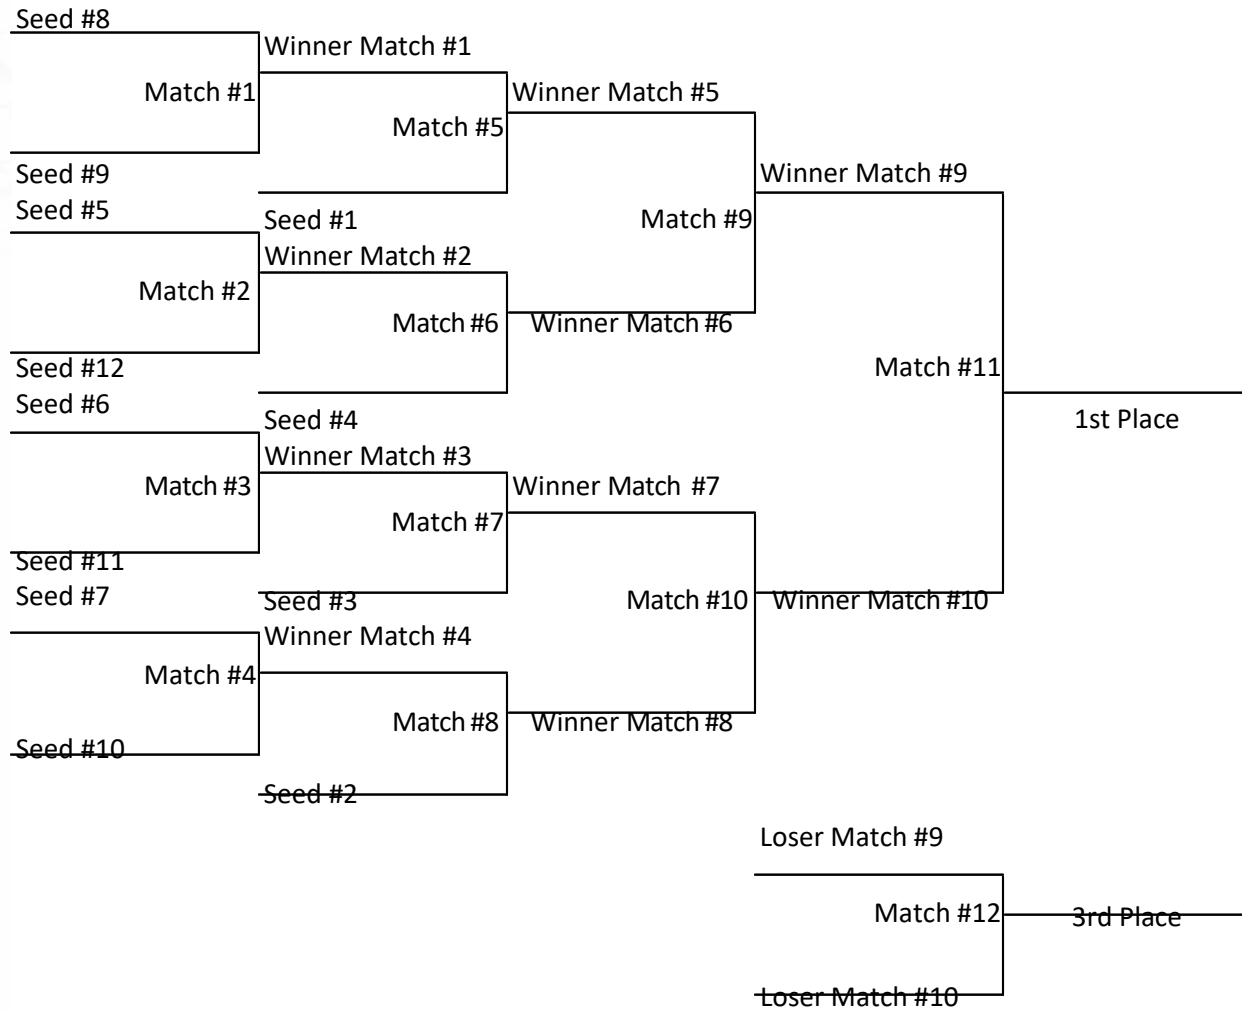 Seed #8
Winner Match #1
Match #1
Winner Match #5
Match #5
Seed #9
Winner Match #9
Seed #5
Seed #1
Match #9
Winner Match #2
Match #2
Match #6
Winner Match #6
Seed #12
Match #11
Seed #6
Seed #4
1st Place
Winner Match #3
Match #3
Winner Match #7
Match #7
Seed #11
Seed #7
Seed #3
Match #10
Winner Match #10
Winner Match #4
Match #4
Match #8
Winner Match #8
Seed #10
Seed #2
Loser Match #9
Match #12
3rd Place
Loser Match #10